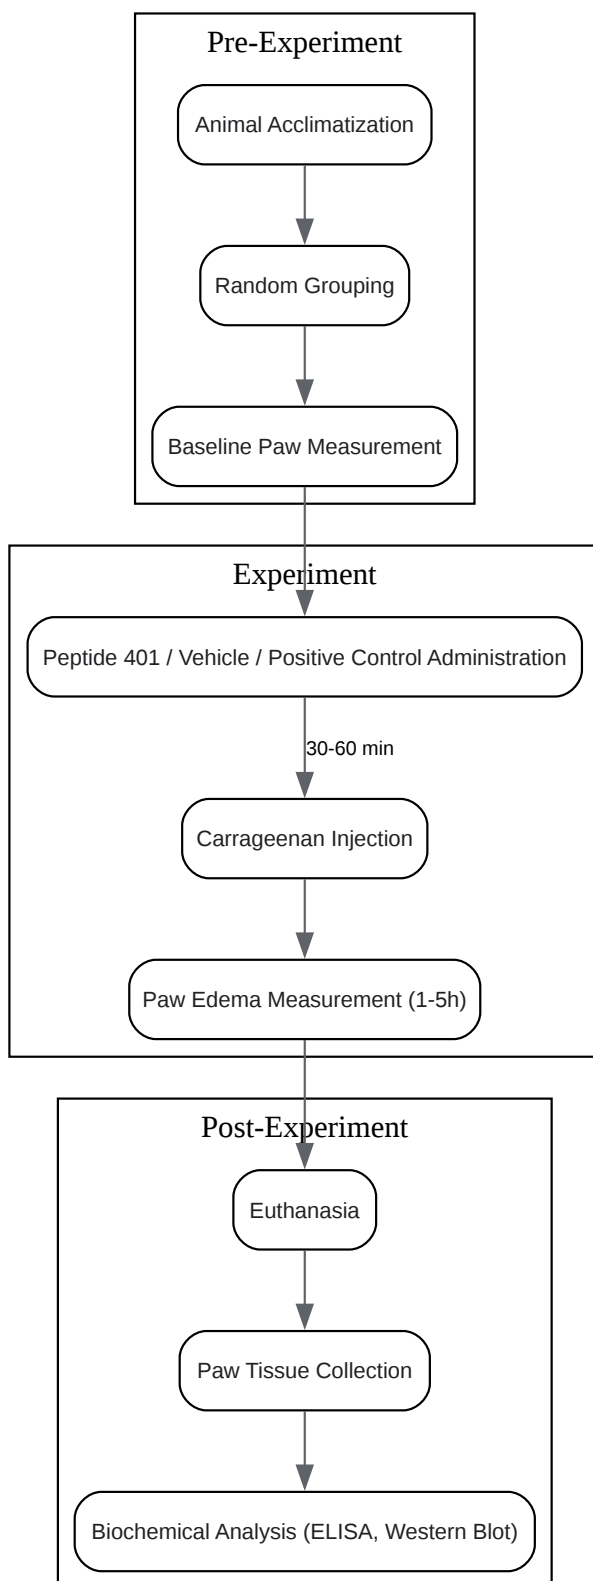 Pre-Experiment
Animal Acclimatization
Random Grouping
Baseline Paw Measurement
Experiment
Peptide 401 / Vehicle / Positive Control Administration
30-60 min
Carrageenan Injection
Paw Edema Measurement (1-5h)
Post-Experiment
Euthanasia
Paw Tissue Collection
Biochemical Analysis (ELISA, Western Blot)